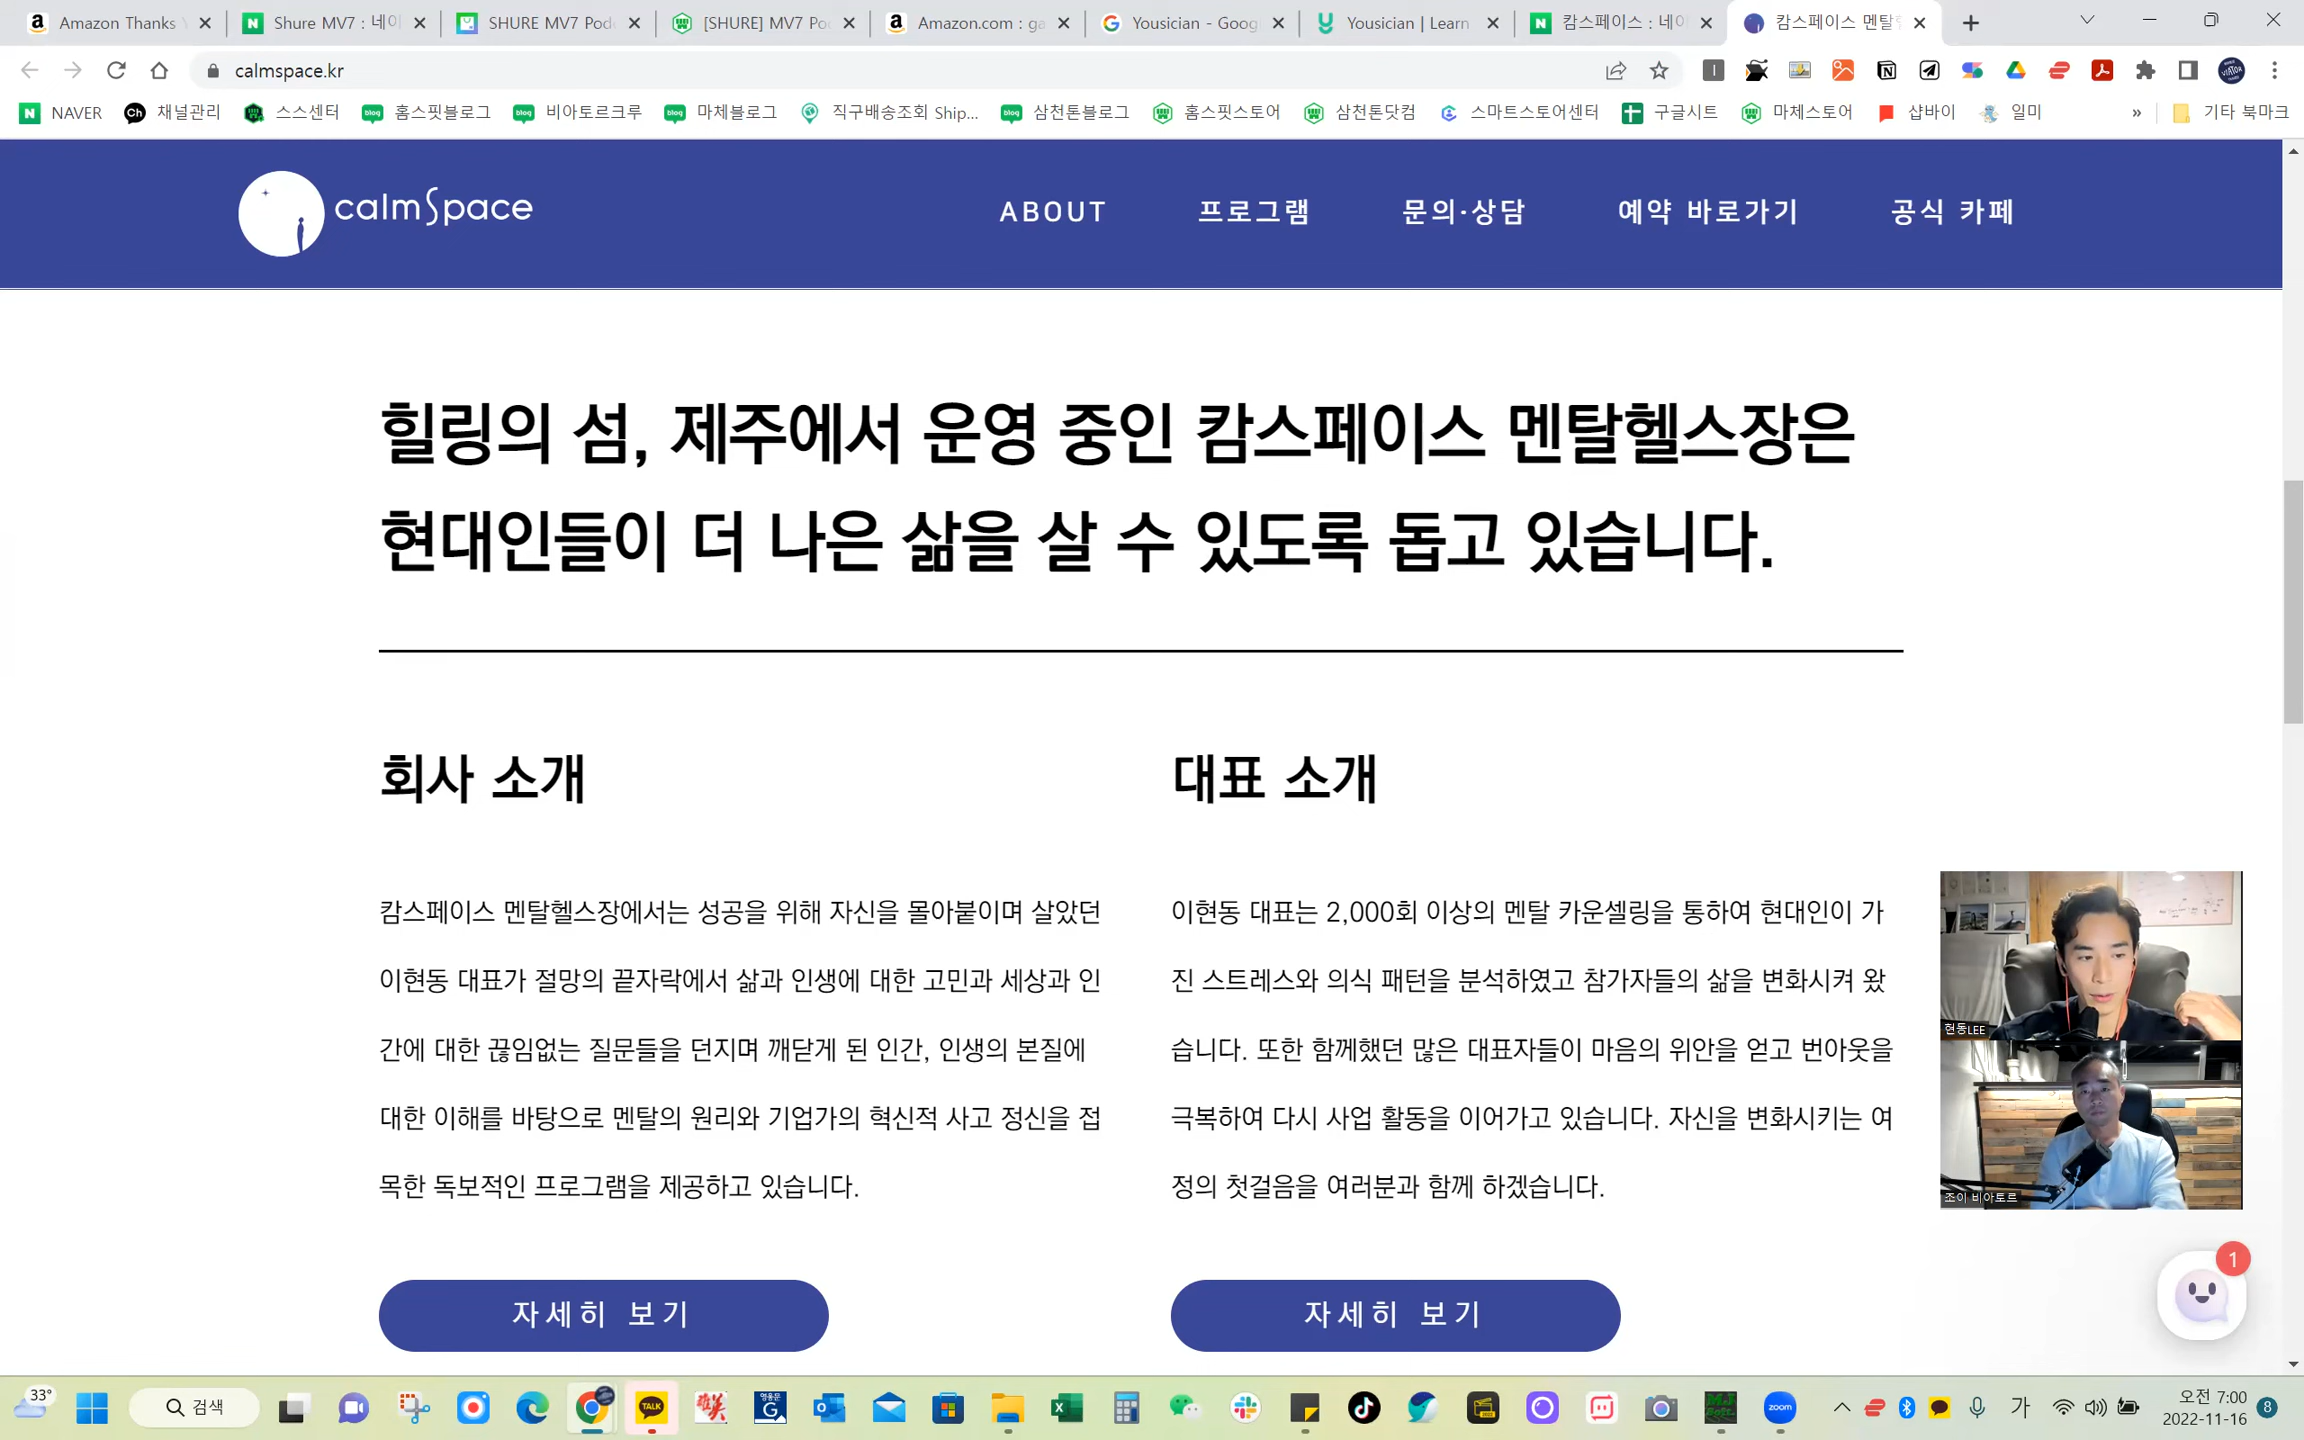 Amazon Thanks
Shure MV7 : 네이
SHURE MV7 Pod
[SHURE] MV7 Po
Amazon.com : ga
Yousician - Goog
Yousician | Learn
캄스페이스 : 네이
캄스페이스 멘탈
calmspace.kr
NAVER
채널관리
스스센터
홈스핏블로그
비아토르크루
마체블로그
직구배송조회 Ship...
삼천톤블로그
홈스핏스토어
삼천톤닷컴
스마트스토어센터
구글시트
마체스토어
샵바이
일미
»
기타 북마크
calmSpace
ABOUT
프로그램
문의·상담
예약 바로가기
공식 카페
힐링의 섬, 제주에서 운영 중인 캄스페이스 멘탈헬스장은
현대인들이 더 나은 삶을 살 수 있도록 돕고 있습니다.
회사 소개
캄스페이스 멘탈헬스장에서는 성공을 위해 자신을 몰아붙이며 살았던
이현동 대표가 절망의 끝자락에서 삶과 인생에 대한 고민과 세상과 인
간에 대한 끊임없는 질문들을 던지며 깨닫게 된 인간, 인생의 본질에
대한 이해를 바탕으로 멘탈의 원리와 기업가의 혁신적 사고 정신을 접
목한 독보적인 프로그램을 제공하고 있습니다.
자세히 보기
대표 소개
이현동 대표는 2,000회 이상의 멘탈 카운셀링을 통하여 현대인이 가
진 스트레스와 의식 패턴을 분석하였고 참가자들의 삶을 변화시켜 왔
습니다. 또한 함께했던 많은 대표자들이 마음의 위안을 얻고 번아웃을
극복하여 다시 사업 활동을 이어가고 있습니다. 자신을 변화시키는 여
정의 첫걸음을 여러분과 함께 하겠습니다.
자세히 보기
현동LEE
조이 비아토르
1
33°
검색
TALK
영웅문
zoom
가
오전 7:00
2022-11-16
8